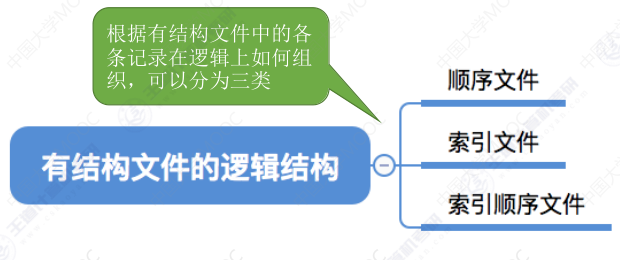 根据有结构文件中的各
条记录在逻辑上如何组
织，可以分为三类
顺序文件
有结构文件的逻辑结构
索引文件
索引顺序文件